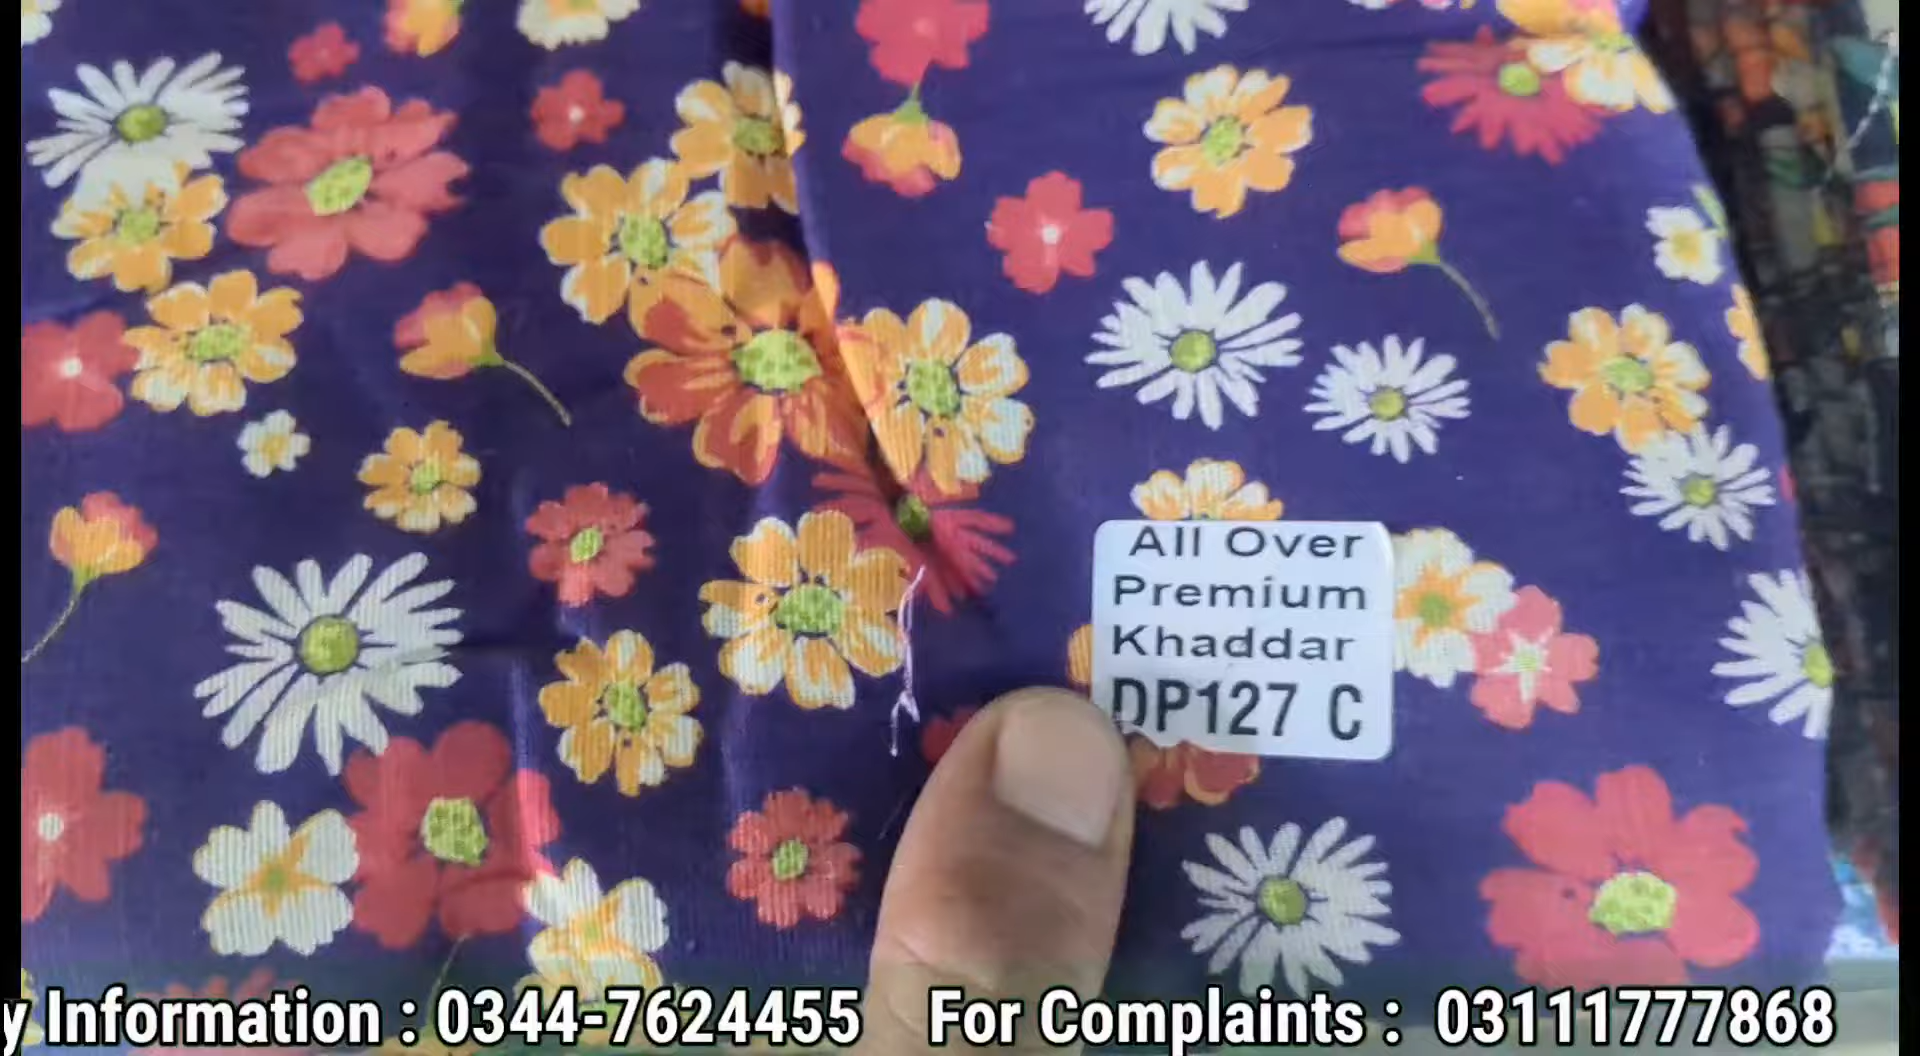 All Over
Premium
Khaddar
DP127 C
y Information : 0344-7624455 For Complaints : 03111777868